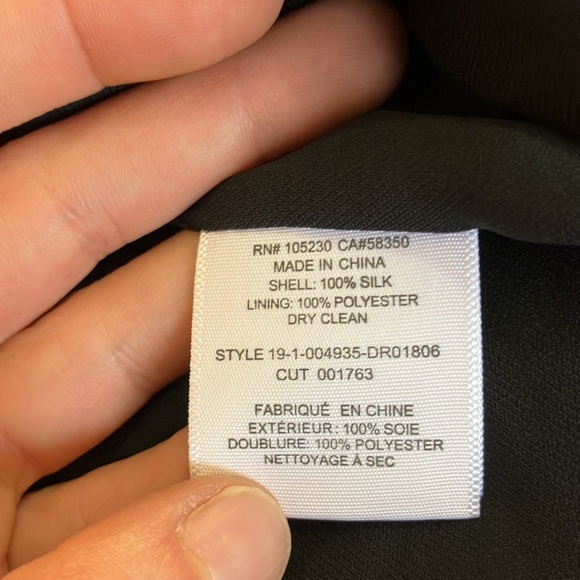 RN# 105230 CA#58350
MADE IN CHINA
SHELL: 100% SILK
LINING: 100% POLYESTER
DRY CLEAN
STYLE 19-1-004935-DR01806
CUT 001763
FABRIQUÉ EN CHINE
EXTÉRIEUR: 100% SOIE
DOUBLURE: 100% POLYESTER
NETTOYAGE À SEC